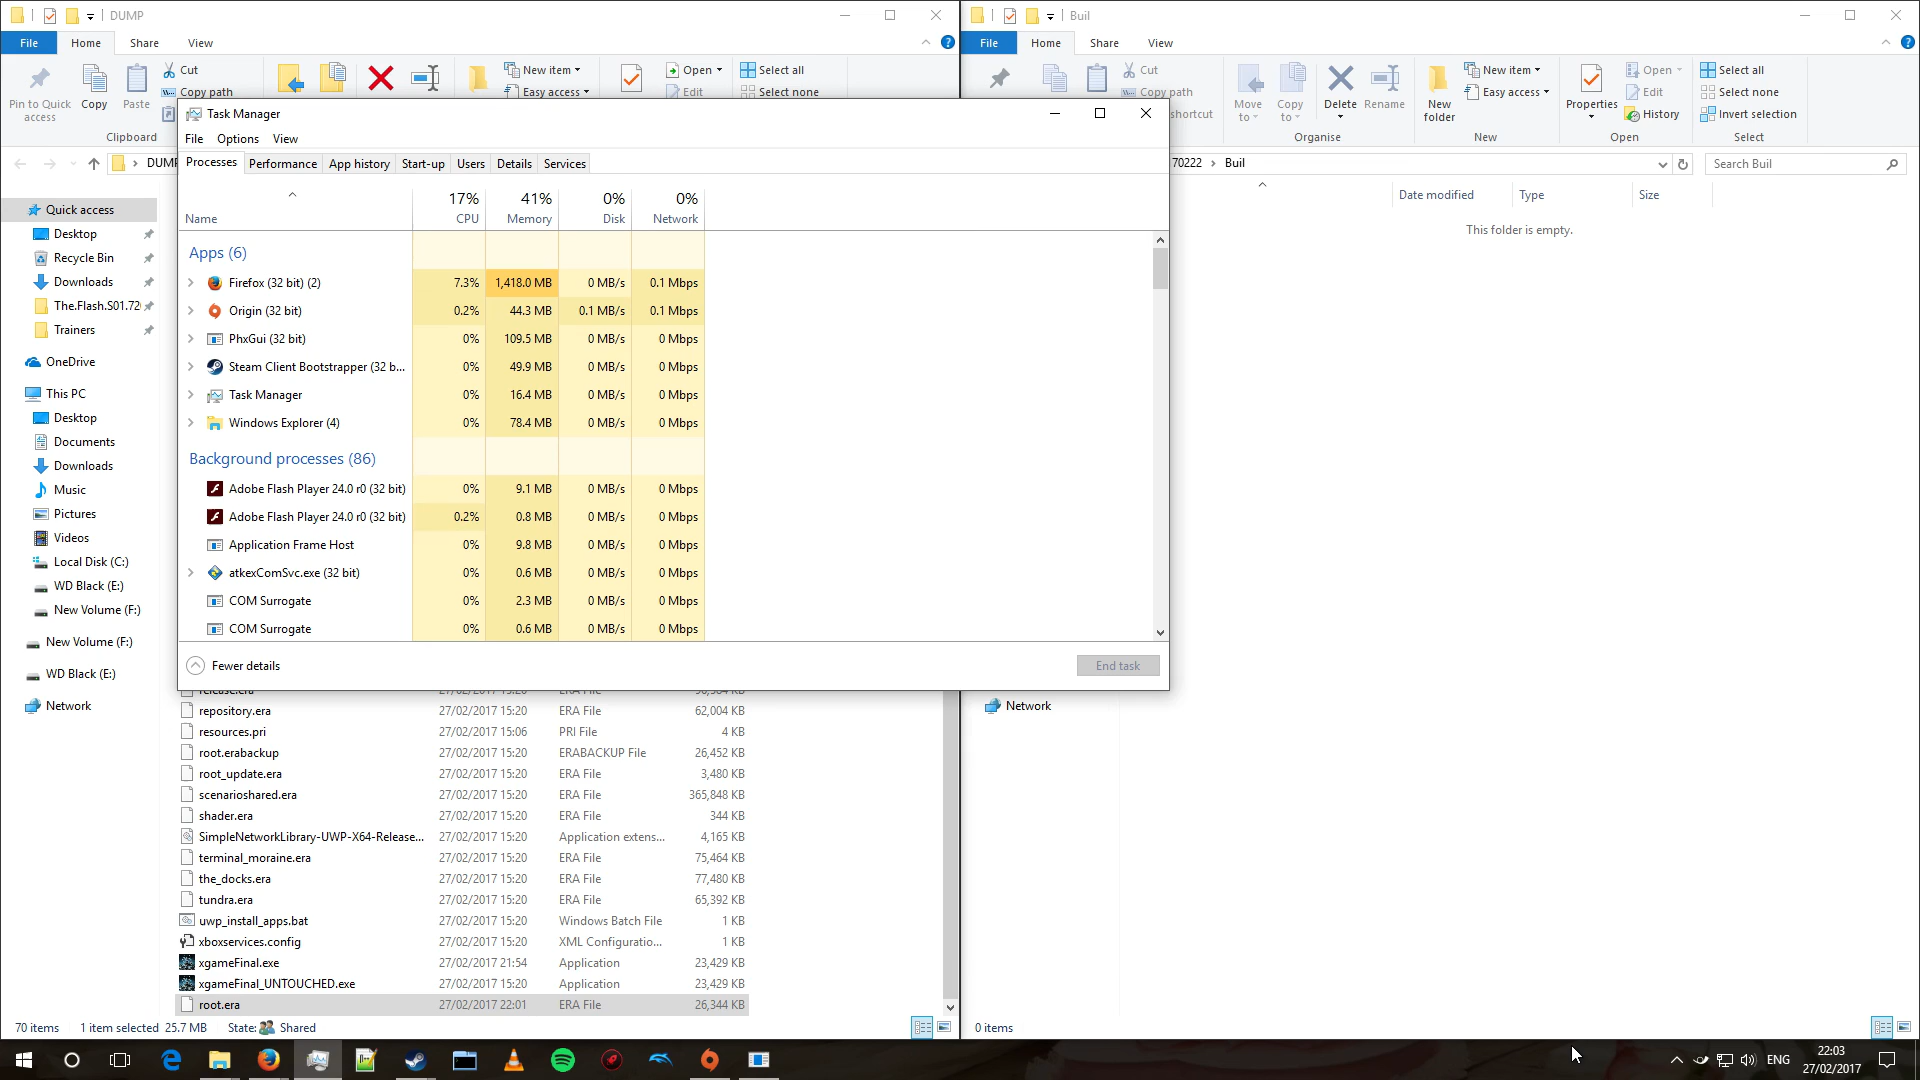 DUMP
File
Home
Share
View
Pin to Quick access
Copy
Paste
Cut
Copy path
Clipboard
New item
Easy access
Open
Edit
Select all
Select none
DUMP
Quick access
Desktop
Recycle Bin
Downloads
The.Flash.S01.72
Trainers
OneDrive
This PC
Desktop
Documents
Downloads
Music
Pictures
Videos
Local Disk (C:)
WD Black (E:)
New Volume (F:)
New Volume (F:)
WD Black (E:)
Network
Task Manager
File Options View
Processes Performance App history Start-up Users Details Services
17% 41% 0% 0%
Name CPU Memory Disk Network
Apps (6)
Firefox (32 bit) (2) 7.3% 1,418.0 MB 0 MB/s 0.1 Mbps
Origin (32 bit) 0.2% 44.3 MB 0.1 MB/s 0.1 Mbps
PhxGui (32 bit) 0% 109.5 MB 0 MB/s 0 Mbps
Steam Client Bootstrapper (32 b... 0% 49.9 MB 0 MB/s 0 Mbps
Task Manager 0% 16.4 MB 0 MB/s 0 Mbps
Windows Explorer (4) 0% 78.4 MB 0 MB/s 0 Mbps
Background processes (86)
Adobe Flash Player 24.0 r0 (32 bit) 0% 9.1 MB 0 MB/s 0 Mbps
Adobe Flash Player 24.0 r0 (32 bit) 0.2% 0.8 MB 0 MB/s 0 Mbps
Application Frame Host 0% 9.8 MB 0 MB/s 0 Mbps
atkexComSvc.exe (32 bit) 0% 0.6 MB 0 MB/s 0 Mbps
COM Surrogate 0% 2.3 MB 0 MB/s 0 Mbps
COM Surrogate 0% 0.6 MB 0 MB/s 0 Mbps
Fewer details
End task
repository.era 27/02/2017 15:20 ERA File 62,004 KB
resources.pri 27/02/2017 15:06 PRI File 4 KB
root.erabackup 27/02/2017 15:20 ERABACKUP File 26,452 KB
root_update.era 27/02/2017 15:20 ERA File 3,480 KB
scenarioshared.era 27/02/2017 15:20 ERA File 365,848 KB
shader.era 27/02/2017 15:20 ERA File 344 KB
SimpleNetworkLibrary-UWP-X64-Release... 27/02/2017 15:20 Application extens... 4,165 KB
terminal_moraine.era 27/02/2017 15:20 ERA File 75,464 KB
the_docks.era 27/02/2017 15:20 ERA File 77,480 KB
tundra.era 27/02/2017 15:20 ERA File 65,392 KB
uwp_install_apps.bat 27/02/2017 15:20 Windows Batch File 1 KB
xboxservices.config 27/02/2017 15:20 XML Configuratio... 1 KB
xgameFinal.exe 27/02/2017 21:54 Application 23,429 KB
xgameFinal_UNTOUCHED.exe 27/02/2017 15:20 Application 23,429 KB
root.era 27/02/2017 22:01 ERA File 26,344 KB
70 items 1 item selected 25.7 MB State: Shared
Buil
File
Home
Share
View
Cut
Copy path
shortcut
Move to
Copy to
Delete
Rename
Organise
New folder
New item
Easy access
New
Properties
Open
Edit
History
Open
Select all
Select none
Invert selection
Select
70222 Buil
Search Buil
Date modified Type Size
This folder is empty.
Network
0 items
ENG
22:03
27/02/2017